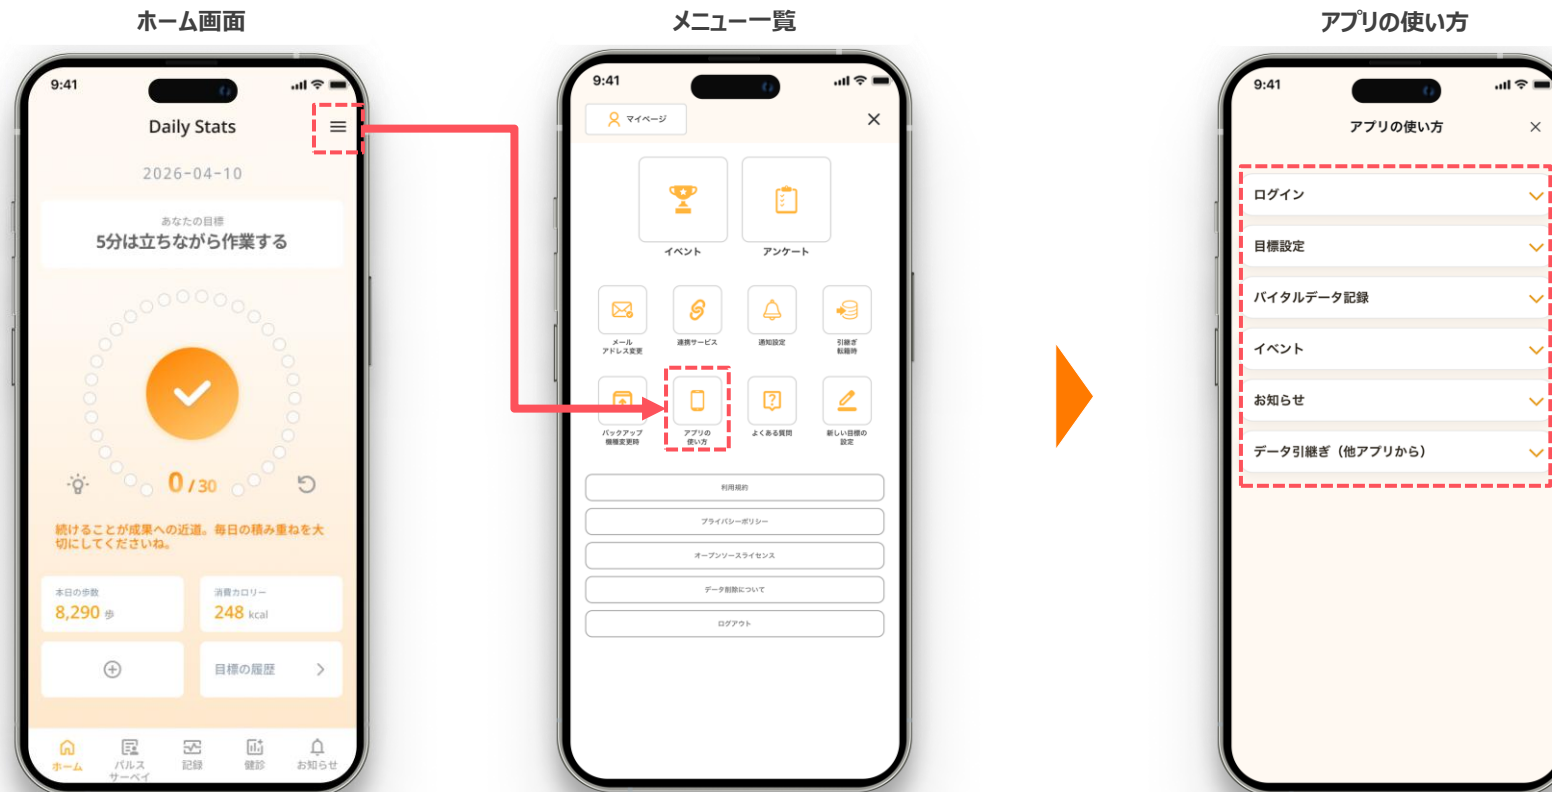 ホーム画面
メニュー一覧
アプリの使い方
9:41
Daily Stats
2026-04-10
あなたの目標
5分は立ちながら作業する
0 / 30
続けることが成果への近道。毎日の積み重ねを大
切にしてくださいね。
本日の歩数
8,290 歩
消費カロリー
248 kcal
目標の履歴
ホーム
パルス
サーベイ
記録
健診
お知らせ
9:41
マイページ
イベント
アンケート
メール
アドレス変更
連携サービス
通知設定
引継ぎ
転籍時
バックアップ
機種変更時
アプリの
使い方
よくある質問
新しい目標の
設定
利用規約
プライバシーポリシー
オープンソースライセンス
データ削除について
ログアウト
9:41
アプリの使い方
ログイン
目標設定
バイタルデータ記録
イベント
お知らせ
データ引継ぎ（他アプリから）